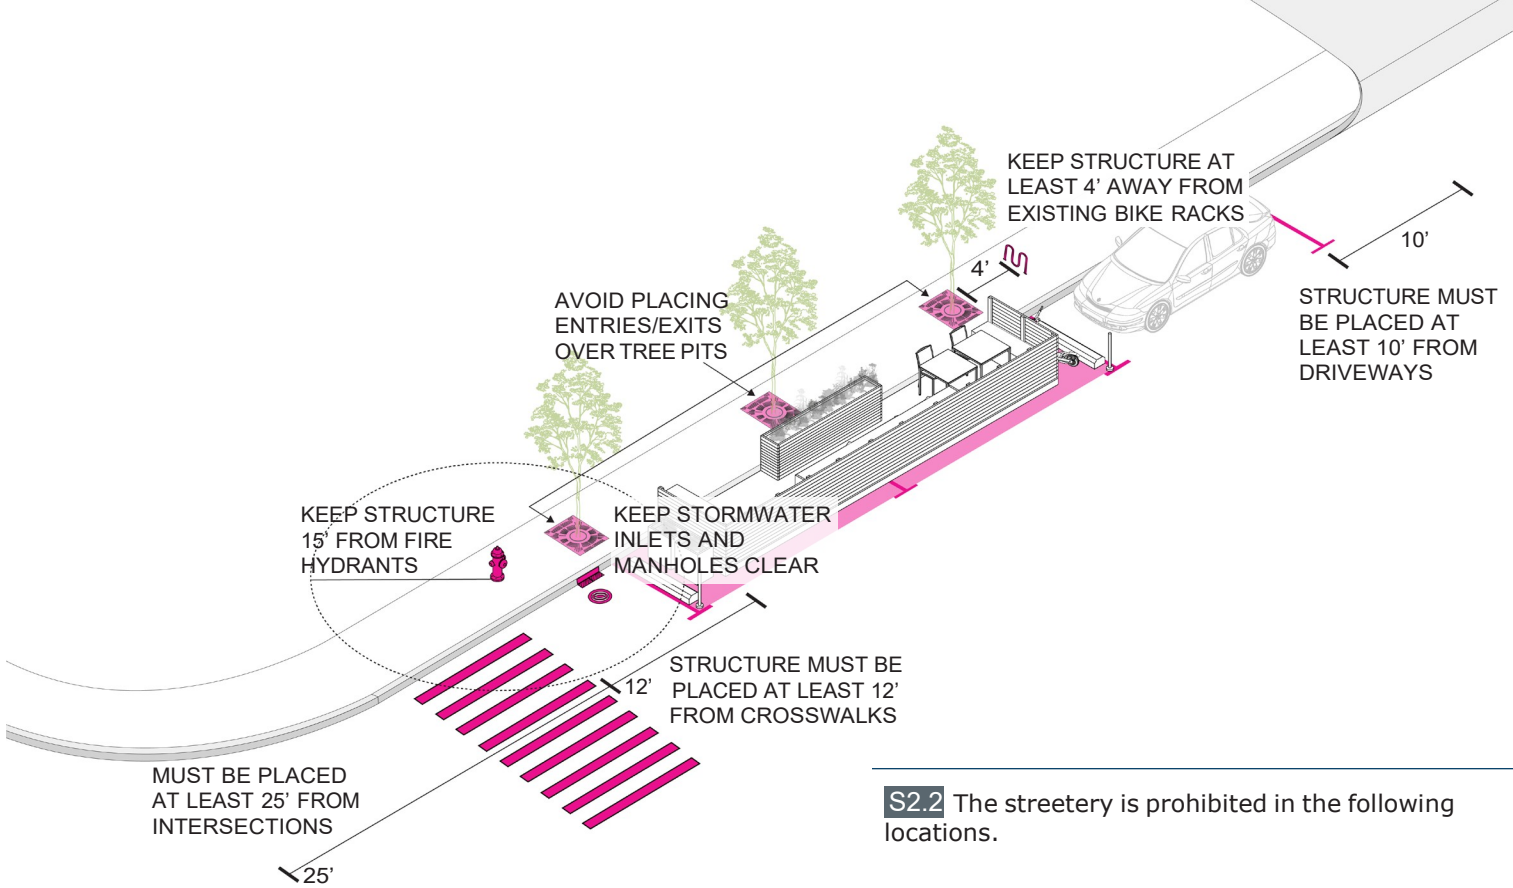 KEEP STRUCTURE AT
LEAST 4’ AWAY FROM
EXISTING BIKE RACKS
10’
4’
STRUCTURE MUST
BE PLACED AT
LEAST 10’ FROM
DRIVEWAYS
AVOID PLACING
ENTRIES/EXITS
OVER TREE PITS
KEEP STRUCTURE
15’ FROM FIRE
HYDRANTS
KEEP STORMWATER
INLETS AND
MANHOLES CLEAR
12’
STRUCTURE MUST BE
PLACED AT LEAST 12’
FROM CROSSWALKS
MUST BE PLACED
AT LEAST 25’ FROM
INTERSECTIONS
25’
S2.2 The streetery is prohibited in the following
locations.